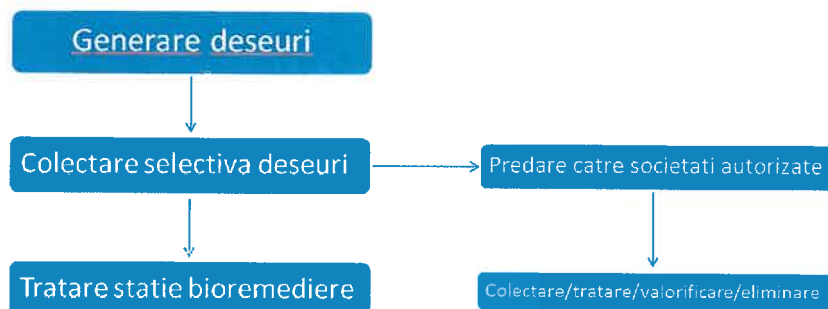 Generare deseuri
Colectare selectiva deseuri
Predare catre societati autorizate
Tratare statie bioremediere
Colectare/tratare/valorificare/eliminare